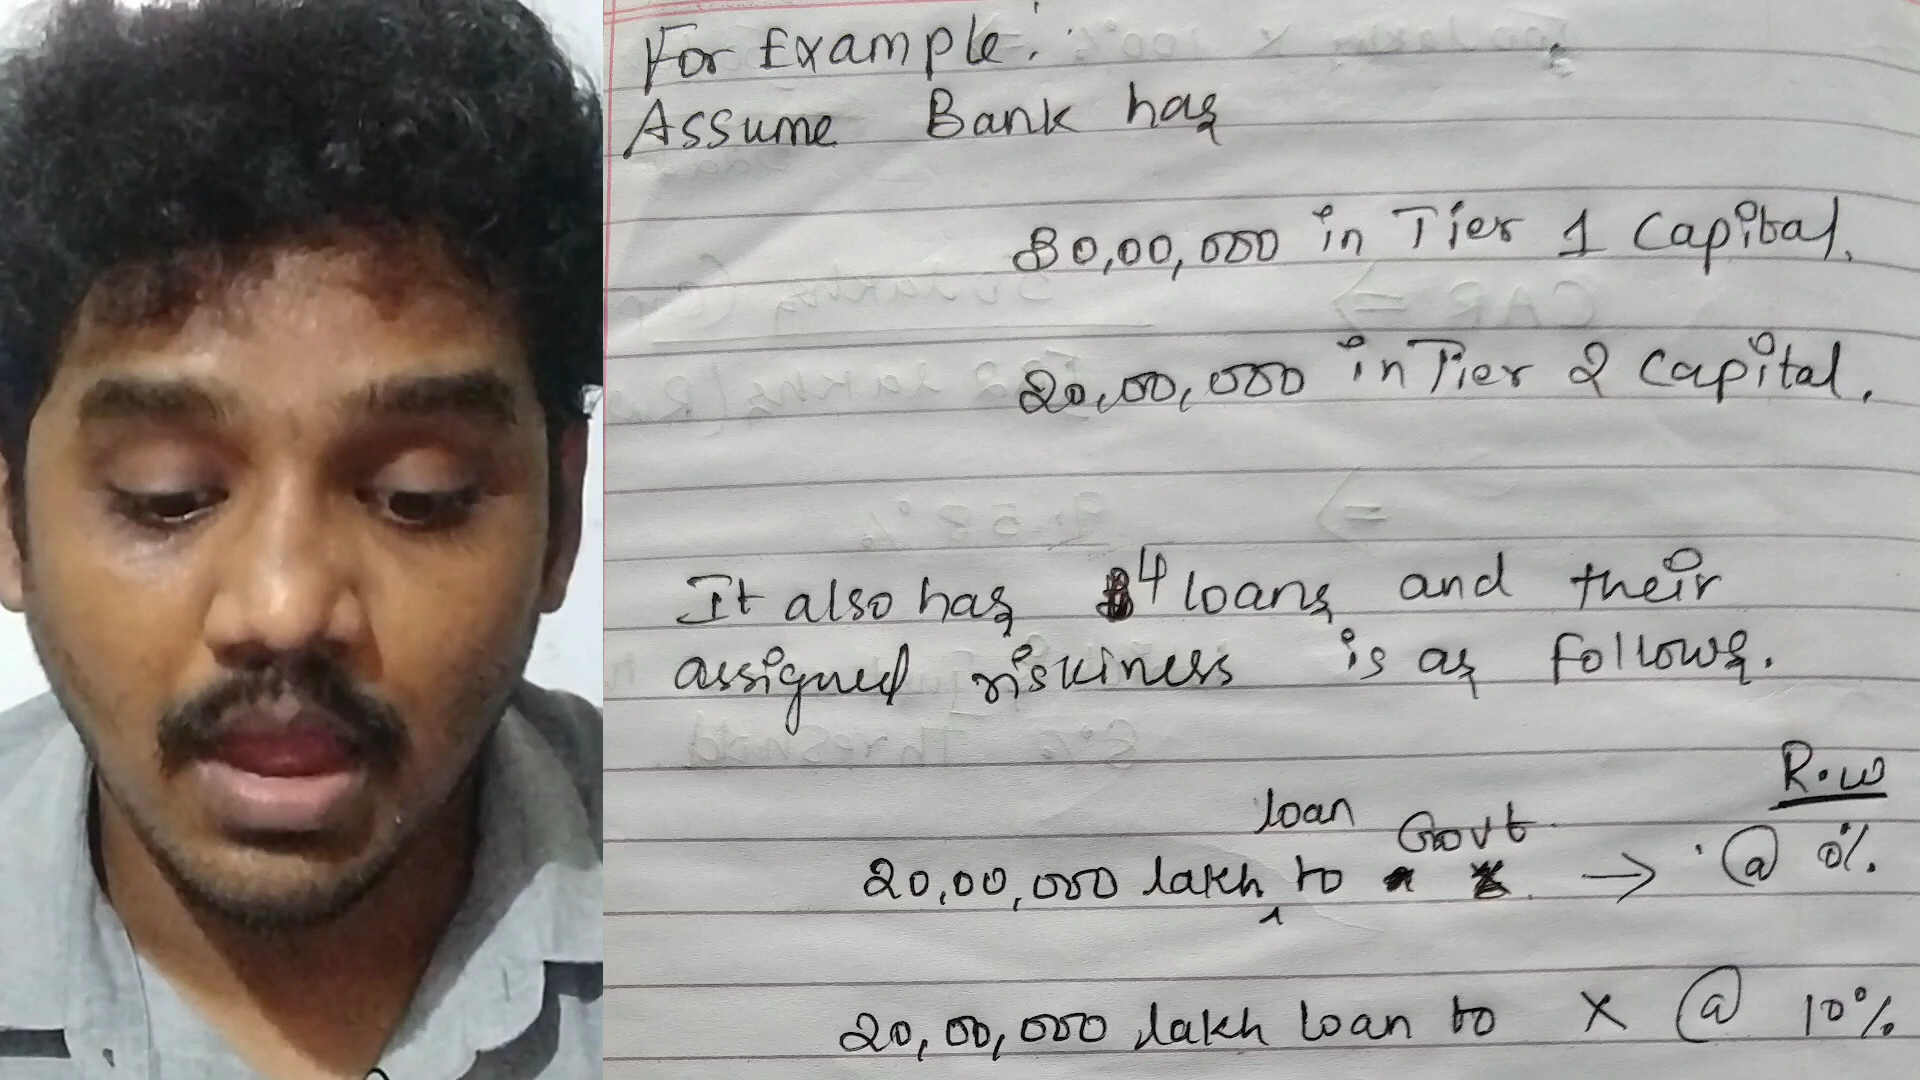 For Example:
Assume Bank has
30,00,000 in Tier 1 Capital.
20,00,000 in Tier 2 Capital.
It also has 4 loans and their
assigned riskiness is as follows.
R.W
loan Govt.
20,00,000 lakh to → @ 0%.
20,00,000 lakh loan to X @ 10%